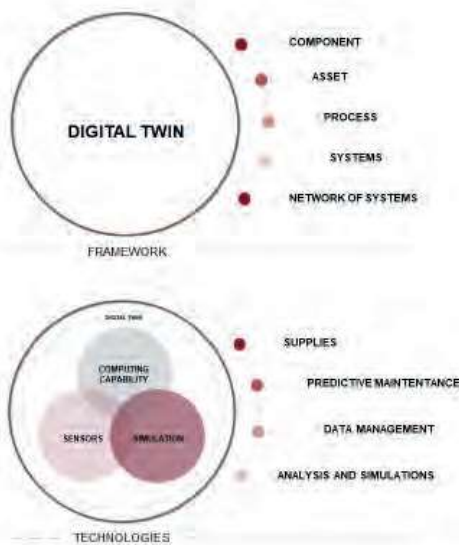 DIGITAL TWIN
COMPONENT
ASSET
PROCESS
SYSTEMS
NETWORK OF SYSTEMS
FRAMEWORK
DIGITAL TWIN
COMPUTING
CAPABILITY
SENSORS
SIMULATION
SUPPLIES
PREDICTIVE MAINTENTANCE
DATA MANAGEMENT
ANALYSIS AND SIMULATIONS
TECHNOLOGIES